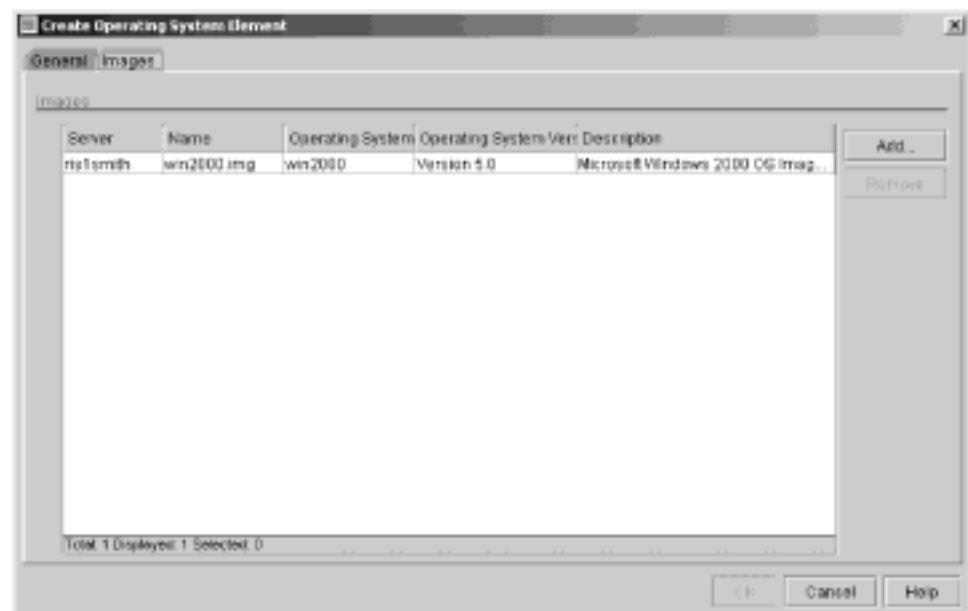 Create Operating System Element
General Images
Images
Server Name Operating System Operating System Vers Description
ris1smith win2000.img win2000 Version 5.0 Microsoft Windows 2000 OS Imag...
Add...
Remove
Total: 1 Displayed: 1 Selected: 0
OK Cancel Help